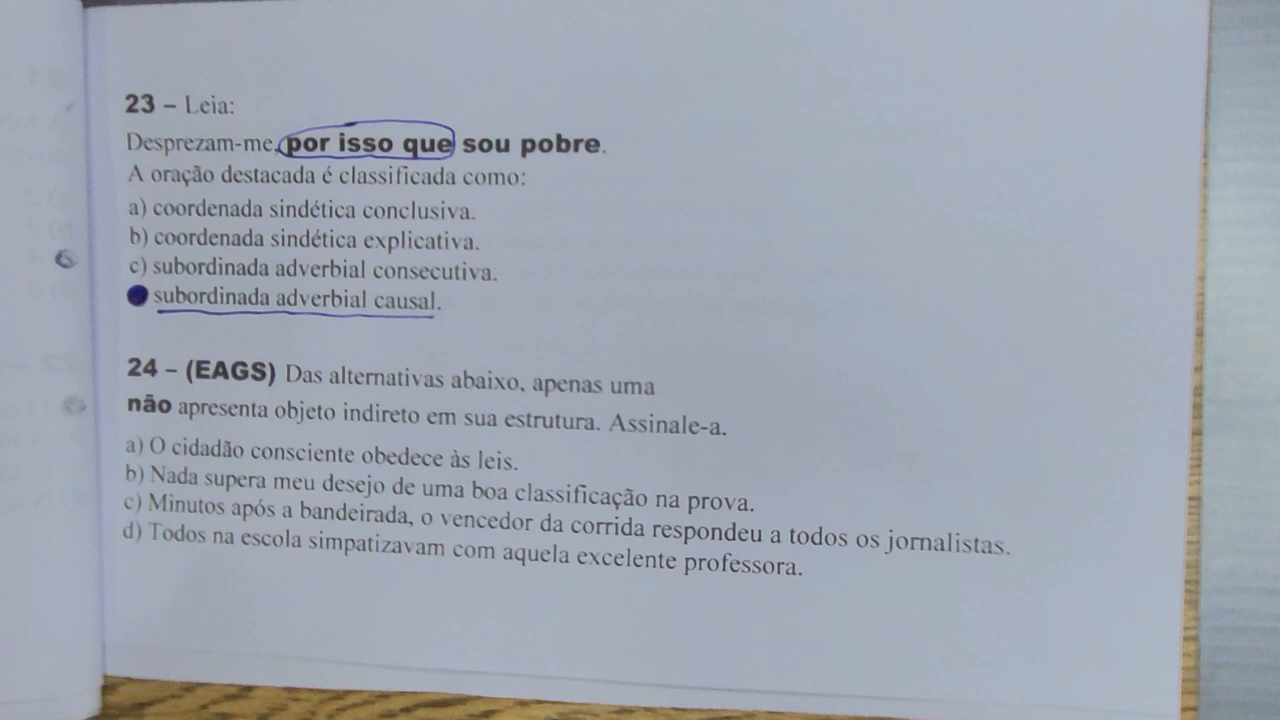 23 – Leia:
Desprezam-me, por isso que sou pobre.
A oração destacada é classificada como:
a) coordenada sindética conclusiva.
b) coordenada sindética explicativa.
c) subordinada adverbial consecutiva.
subordinada adverbial causal.
24 – (EAGS) Das alternativas abaixo, apenas uma
não apresenta objeto indireto em sua estrutura. Assinale-a.
a) O cidadão consciente obedece às leis.
b) Nada supera meu desejo de uma boa classificação na prova.
c) Minutos após a bandeirada, o vencedor da corrida respondeu a todos os jornalistas.
d) Todos na escola simpatizavam com aquela excelente professora.